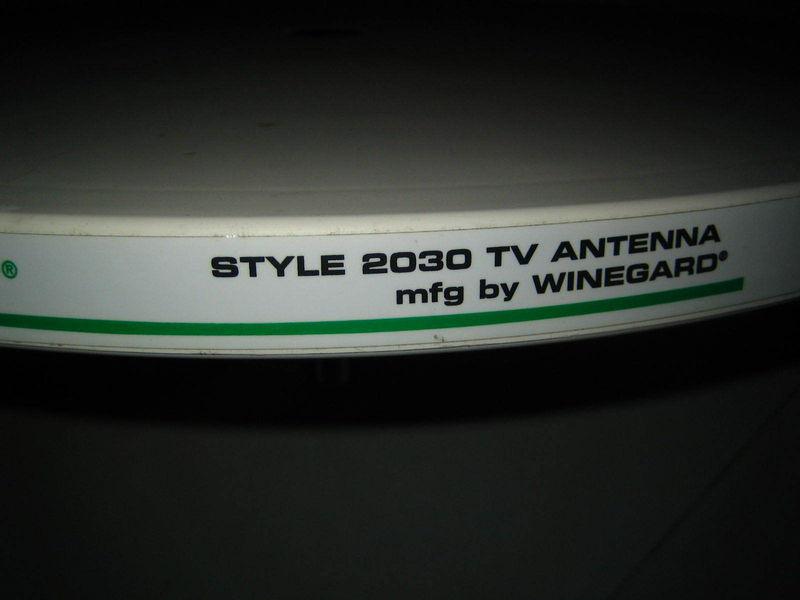 ®
STYLE 2030 TV ANTENNA
mfg by WINEGARD®